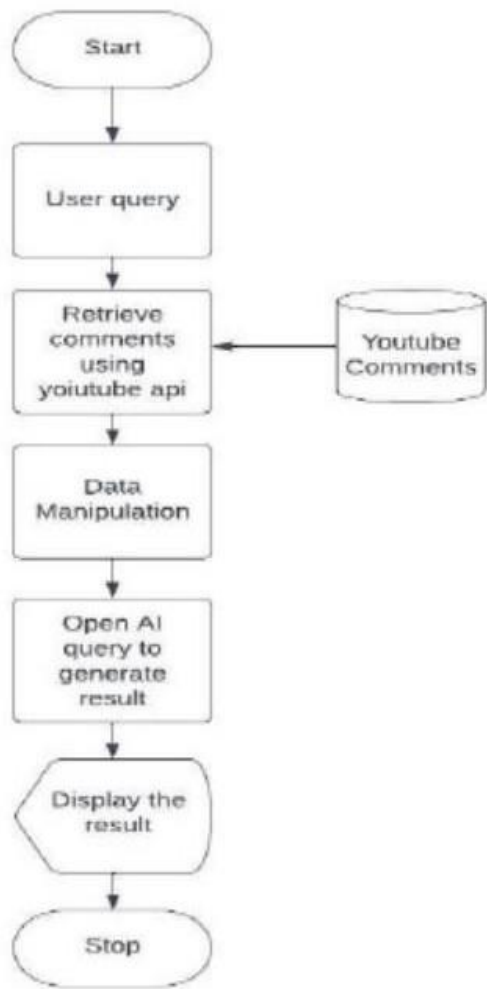 Start
User query
Retrieve
comments
using
yoiutube api
Youtube
Comments
Data
Manipulation
Open AI
query to
generate
result
Display the
result
Stop